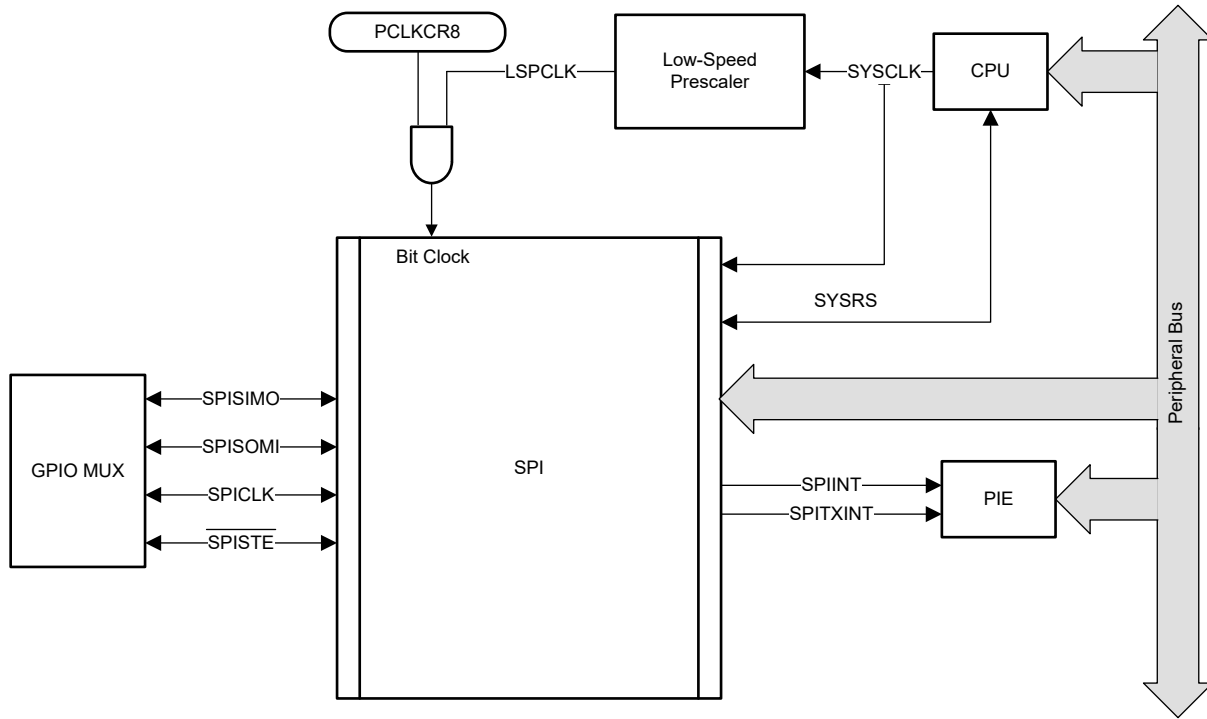 PCLKCR8
LSPCLK
Low-Speed
Prescaler
SYSCLK
CPU
Bit Clock
SYSRS
Peripheral Bus
GPIO MUX
SPISIMO
SPISOMI
SPICLK
SPISTE
SPI
SPIINT
SPITXINT
PIE